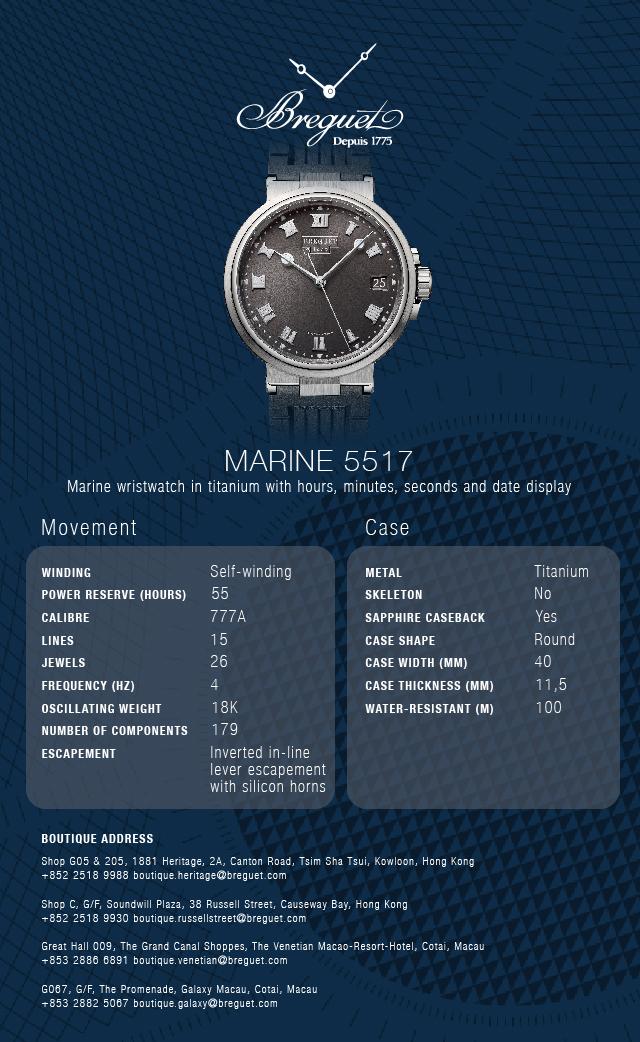 Breguet
Depuis 1775
BREGUET
25
MARINE 5517
Marine wristwatch in titanium with hours, minutes, seconds and date display
Movement
WINDING Self-winding
POWER RESERVE (HOURS) 55
CALIBRE 777A
LINES 15
JEWELS 26
FREQUENCY (HZ) 4
OSCILLATING WEIGHT 18K
NUMBER OF COMPONENTS 179
ESCAPEMENT Inverted in-line
lever escapement
with silicon horns
Case
METAL Titanium
SKELETON No
SAPPHIRE CASEBACK Yes
CASE SHAPE Round
CASE WIDTH (MM) 40
CASE THICKNESS (MM) 11,5
WATER-RESISTANT (M) 100
BOUTIQUE ADDRESS
Shop G05 & 205, 1881 Heritage, 2A, Canton Road, Tsim Sha Tsui, Kowloon, Hong Kong
+852 2518 9988 boutique.heritage@breguet.com
Shop C, G/F, Soundwill Plaza, 38 Russell Street, Causeway Bay, Hong Kong
+852 2518 9930 boutique.russellstreet@breguet.com
Great Hall 009, The Grand Canal Shoppes, The Venetian Macao-Resort-Hotel, Cotai, Macau
+853 2886 6891 boutique.venetian@breguet.com
G067, G/F, The Promenade, Galaxy Macau, Cotai, Macau
+853 2882 5067 boutique.galaxy@breguet.com